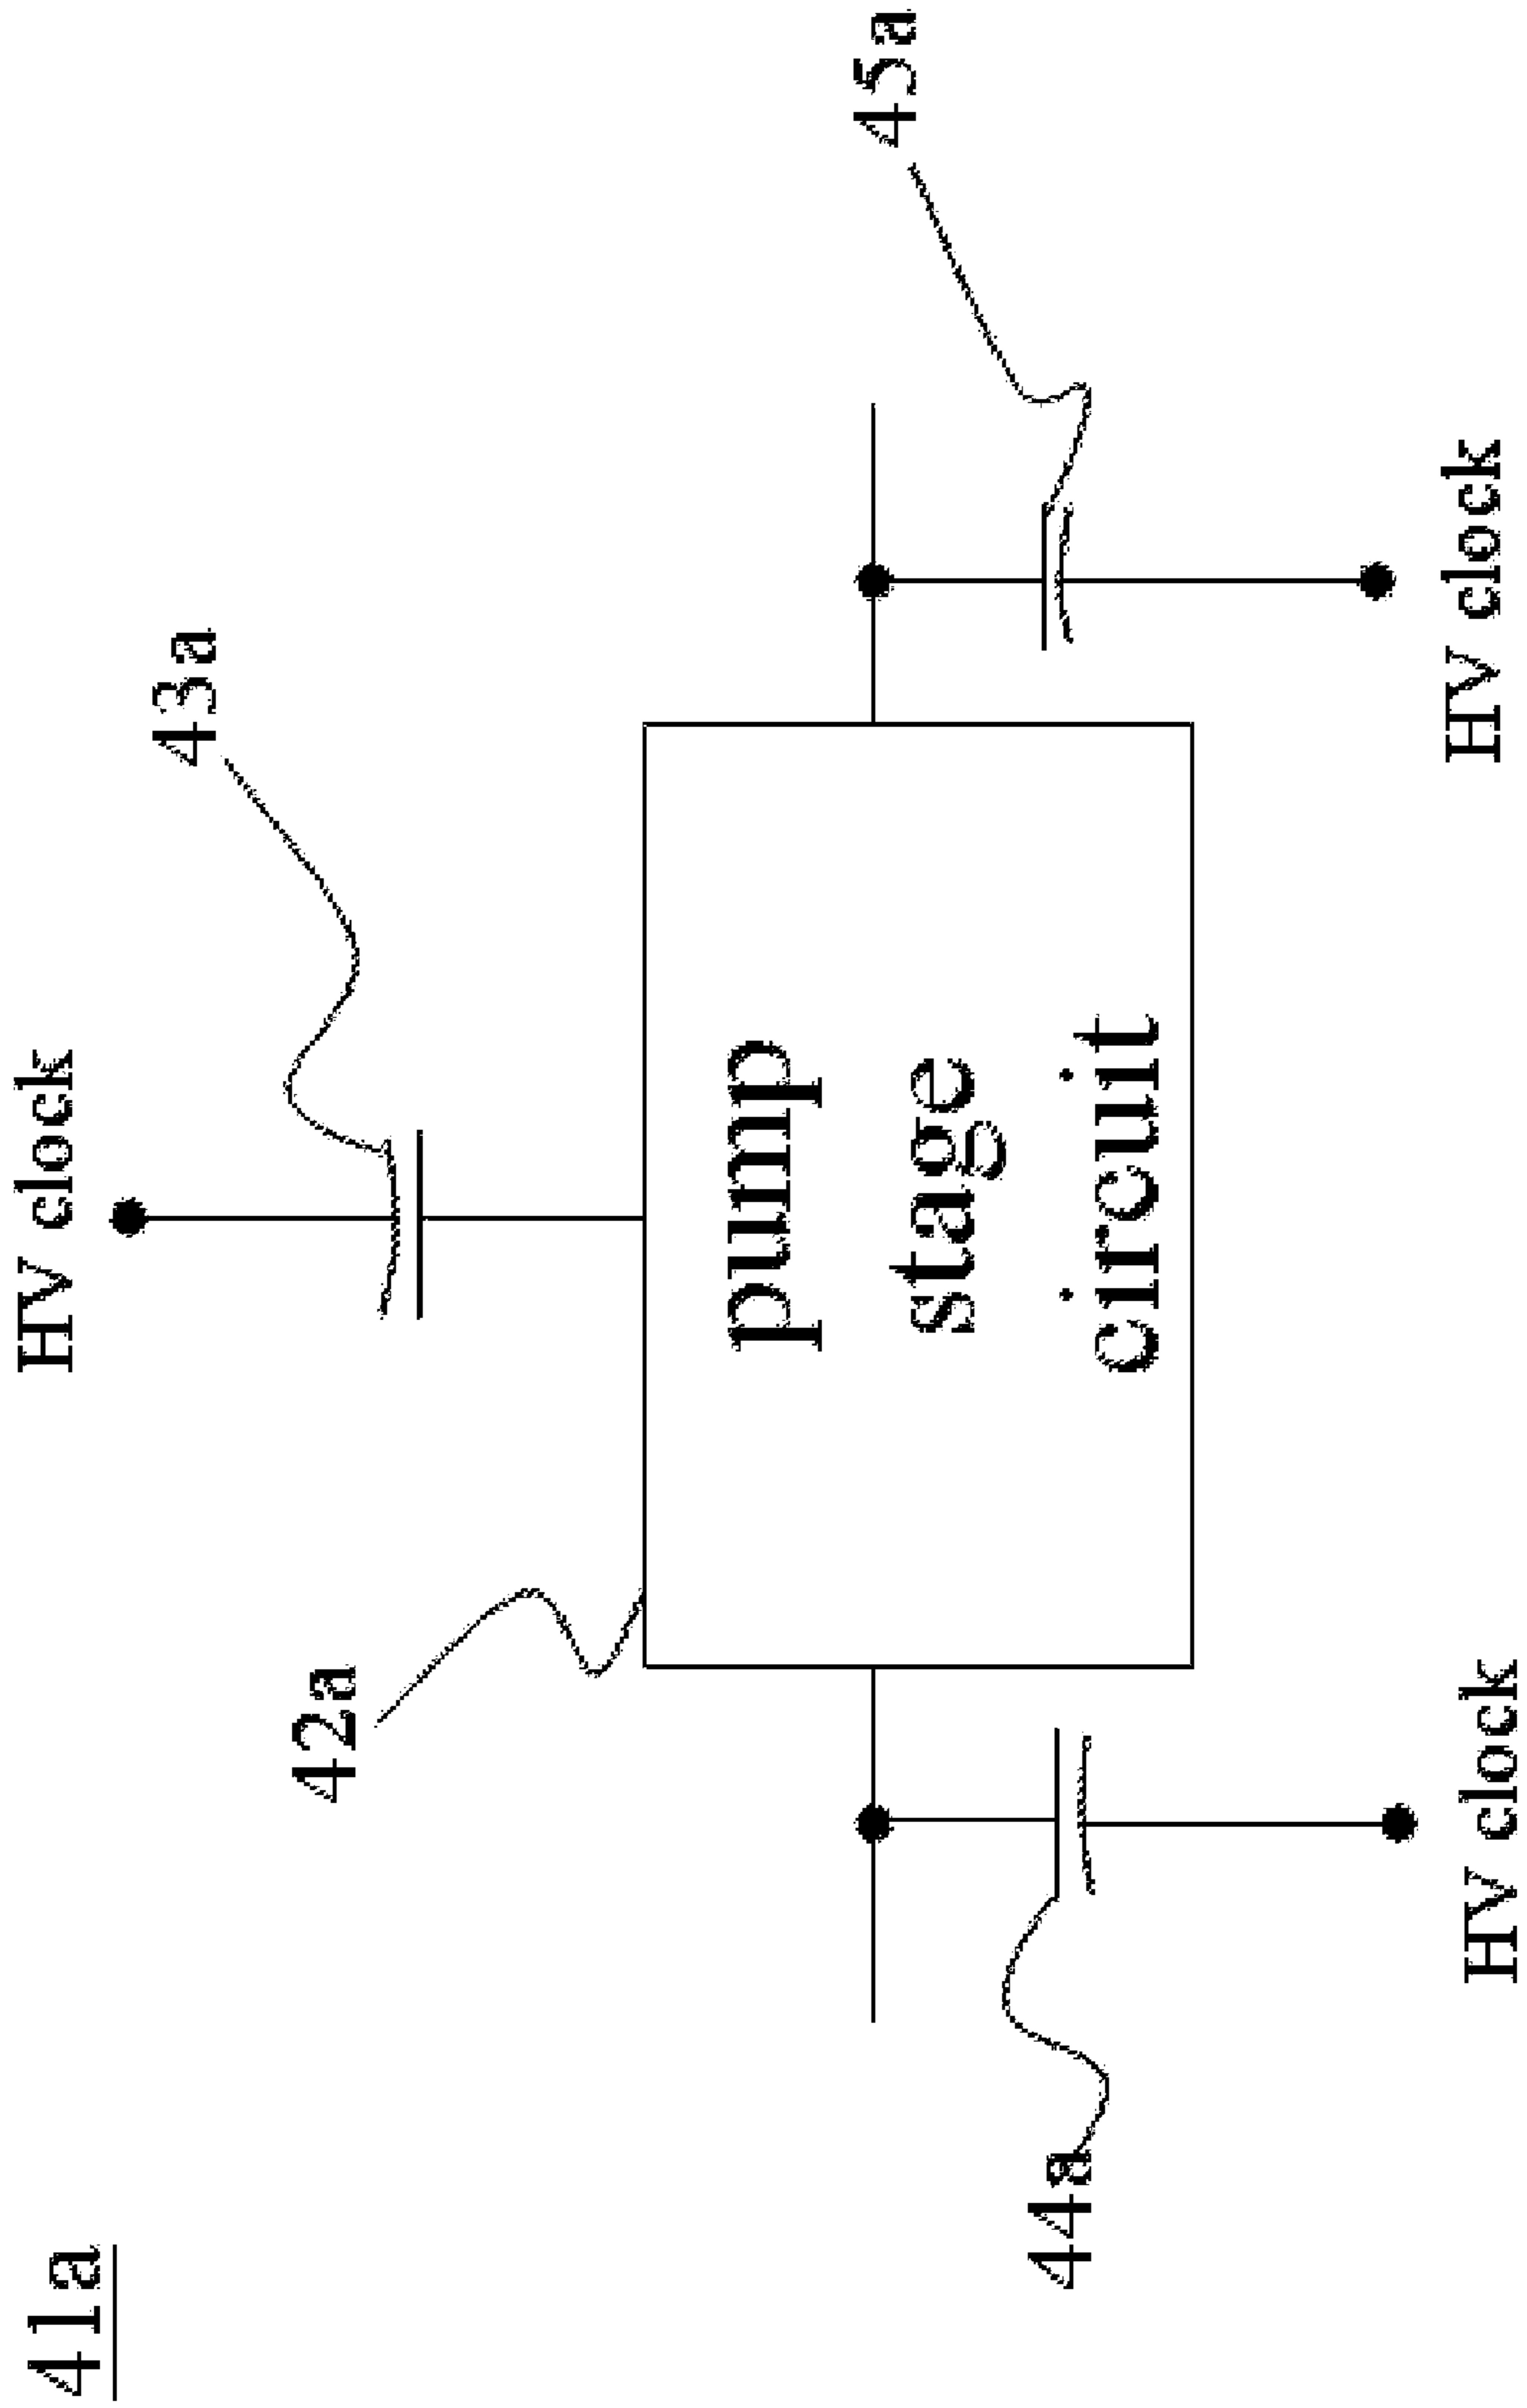 41a
HV clock
43a
42a
pump
stage
circuit
45a
44a
HV clock
HV clock